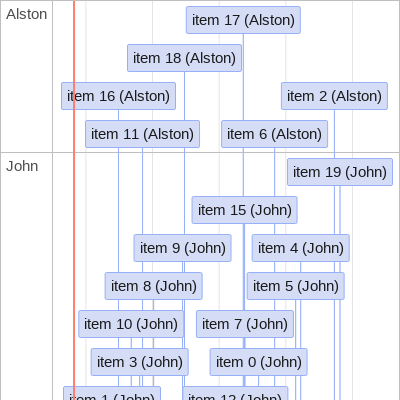 Alston
item 17 (Alston)
item 18 (Alston)
item 16 (Alston)
item 2 (Alston)
item 11 (Alston)
item 6 (Alston)
John
item 19 (John)
item 15 (John)
item 9 (John)
item 4 (John)
item 8 (John)
item 5 (John)
item 10 (John)
item 7 (John)
item 3 (John)
item 0 (John)
item 1 (John)
item 12 (John)